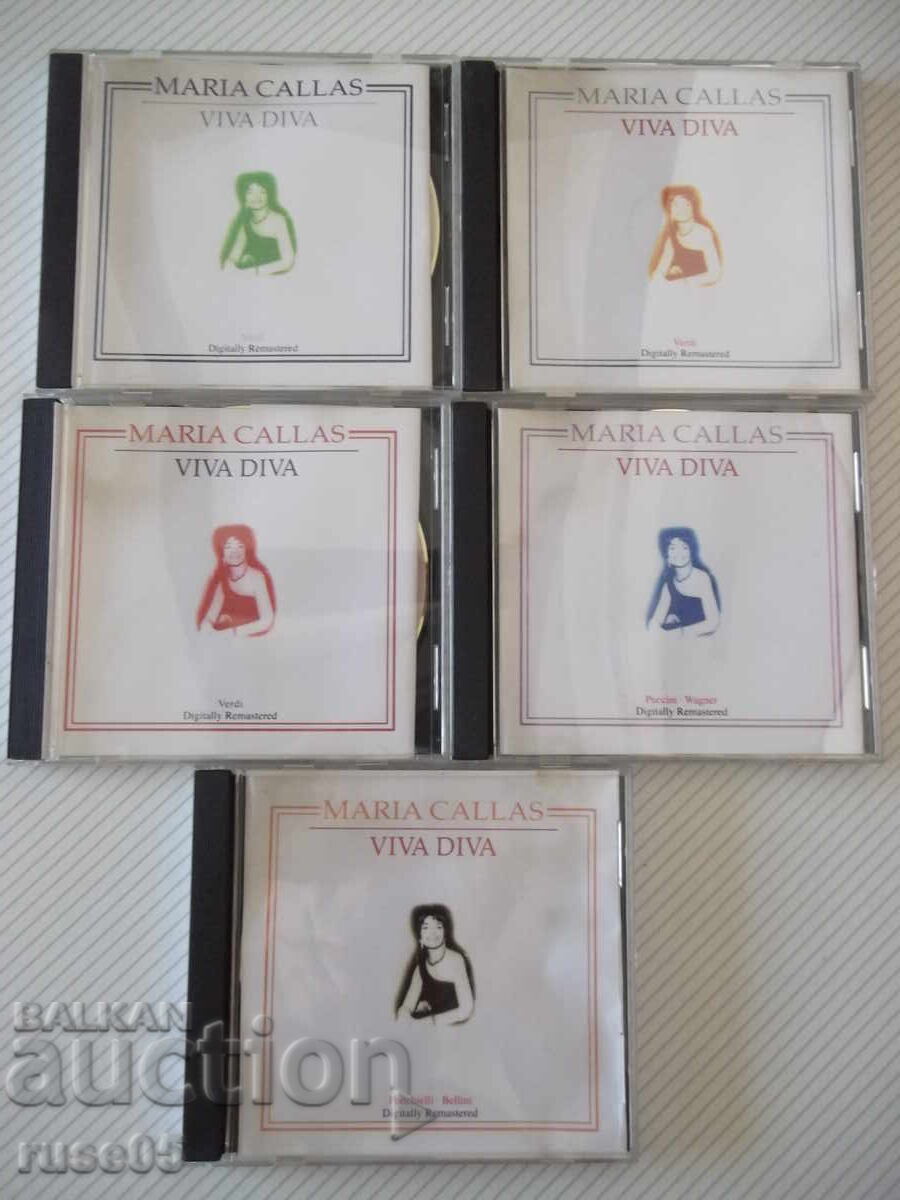 MARIA CALLAS
VIVA DIVA
Digitally Remastered
MARIA CALLAS
VIVA DIVA
Verdi
Digitally Remastered
MARIA CALLAS
VIVA DIVA
Verdi
Digitally Remastered
MARIA CALLAS
VIVA DIVA
Puccini · Wagner
Digitally Remastered
MARIA CALLAS
VIVA DIVA
Ponchielli · Bellini
Digitally Remastered
BALKAN
auction
ruse05